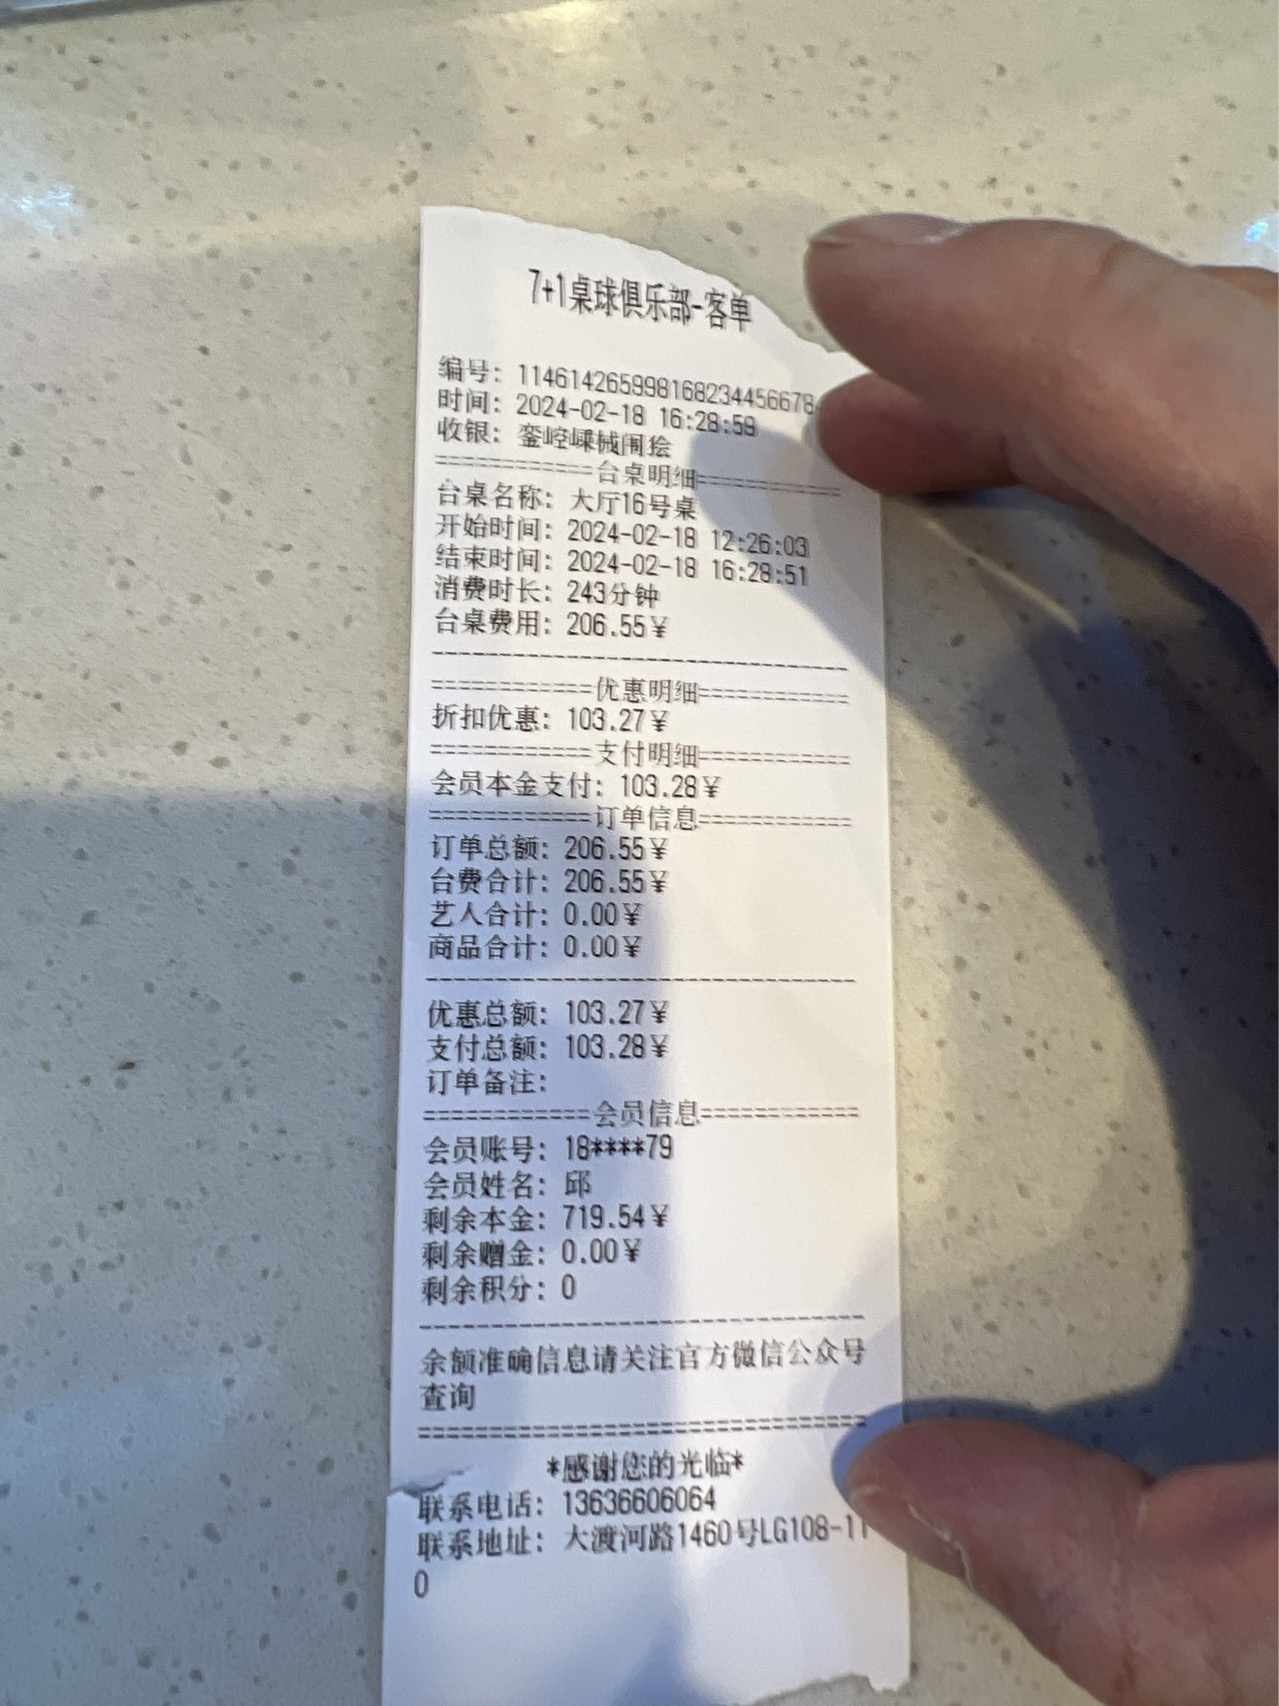 7+1桌球俱乐部-客单
编号: 114614265998168234456678-
时间: 2024-02-18 16:28:59
收银: 銮崆嵊械闱绘
============台桌明细===========
台桌名称: 大厅16号桌
开始时间: 2024-02-18 12:26:03
结束时间: 2024-02-18 16:28:51
消费时长: 243分钟
台桌费用: 206.55¥
--------------------------------
============优惠明细===========
折扣优惠: 103.27¥
============支付明细===========
会员本金支付: 103.28¥
============订单信息===========
订单总额: 206.55¥
台费合计: 206.55¥
艺人合计: 0.00¥
商品合计: 0.00¥
--------------------------------
优惠总额: 103.27¥
支付总额: 103.28¥
订单备注:
============会员信息============
会员账号: 18****79
会员姓名: 邱
剩余本金: 719.54¥
剩余赠金: 0.00¥
剩余积分: 0
--------------------------------
余额准确信息请关注官方微信公众号
查询
================================
*感谢您的光临*
联系电话: 13636606064
联系地址: 大渡河路1460号LG108-11
0